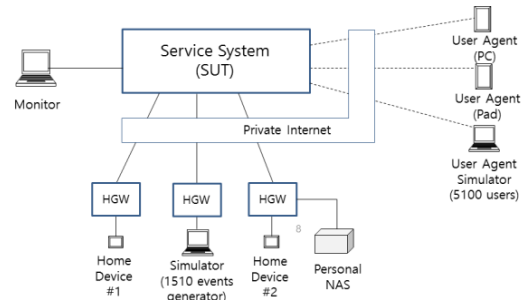 Service System
(SUT)
Monitor
User Agent
(PC)
User Agent
(Pad)
User Agent
Simulator
(5100 users)
Private Internet
HGW
HGW
HGW
8
Home
Device
#1
Simulator
(1510 events
generator)
Home
Device
#2
Personal
NAS